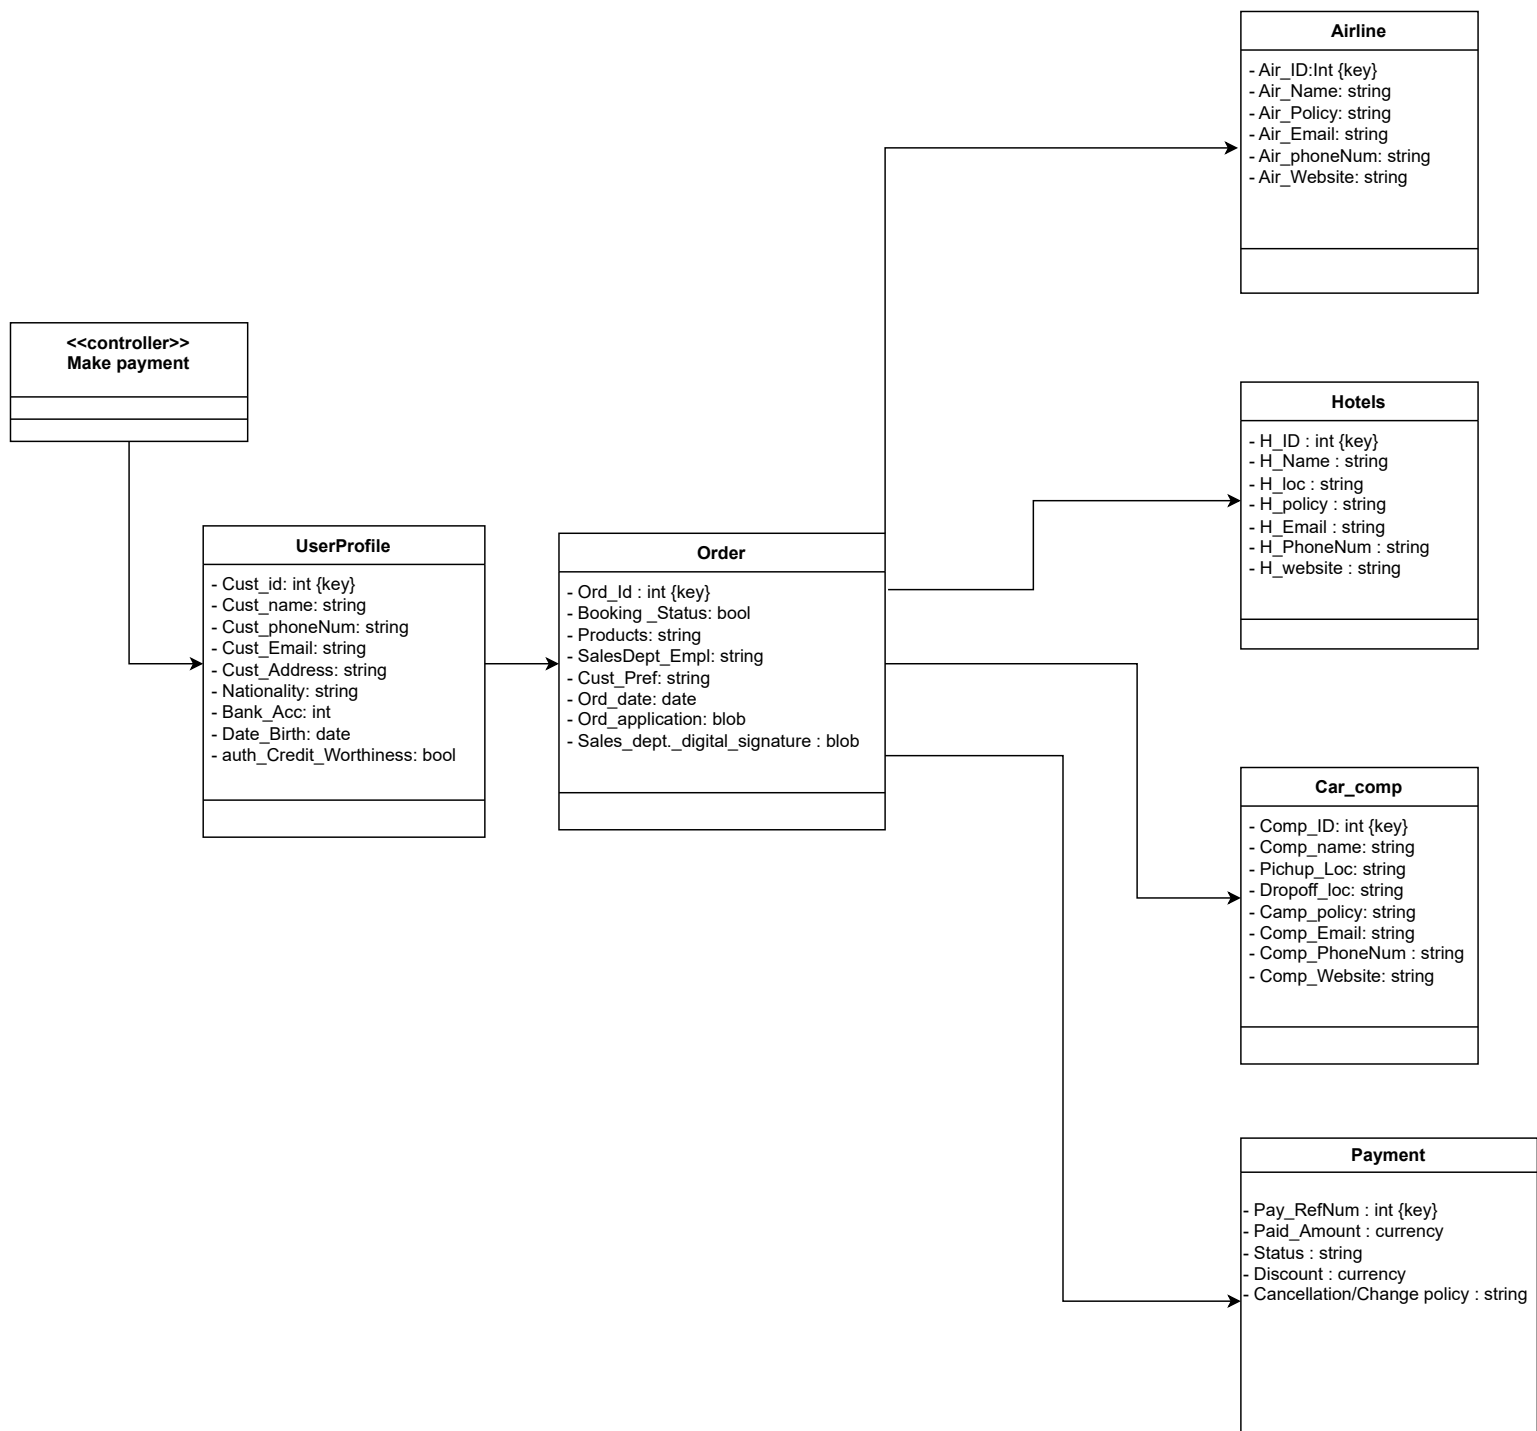 Airline
- Air_ID:Int {key}
- Air_Name: string
- Air_Policy: string
- Air_Email: string
- Air_phoneNum: string
- Air_Website: string
<<controller>>
Make payment
Hotels
- H_ID : int {key}
- H_Name : string
- H_loc : string
- H_policy : string
- H_Email : string
- H_PhoneNum : string
- H_website : string
UserProfile
- Cust_id: int {key}
- Cust_name: string
- Cust_phoneNum: string
- Cust_Email: string
- Cust_Address: string
- Nationality: string
- Bank_Acc: int
- Date_Birth: date
- auth_Credit_Worthiness: bool
Order
- Ord_Id : int {key}
- Booking _Status: bool
- Products: string
- SalesDept_Empl: string
- Cust_Pref: string
- Ord_date: date
- Ord_application: blob
- Sales_dept._digital_signature : blob
Car_comp
- Comp_ID: int {key}
- Comp_name: string
- Pichup_Loc: string
- Dropoff_loc: string
- Camp_policy: string
- Comp_Email: string
- Comp_PhoneNum : string
- Comp_Website: string
Payment
- Pay_RefNum : int {key}
- Paid_Amount : currency
- Status : string
- Discount : currency
- Cancellation/Change policy : string